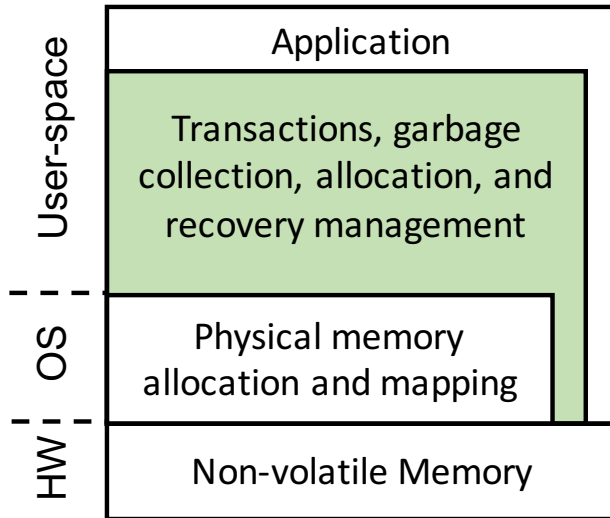 User-space
Application
Transactions, garbage
collection, allocation, and
recovery management
OS
Physical memory
allocation and mapping
HW
Non-volatile Memory